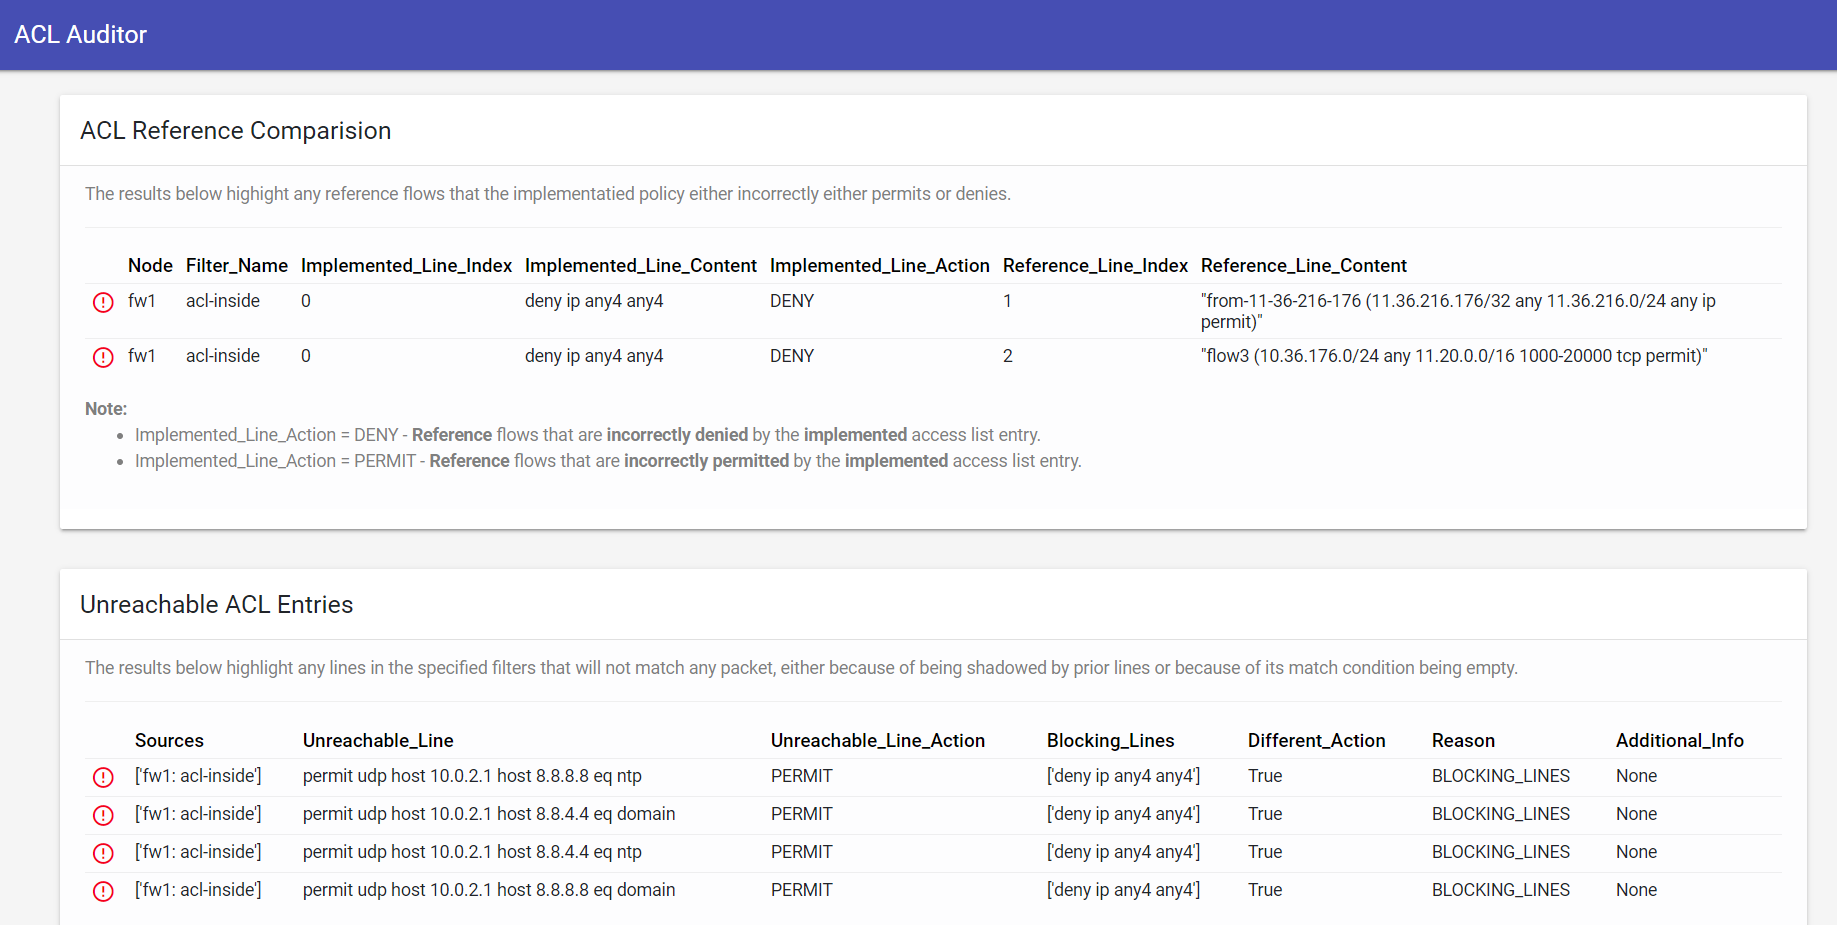 ACL Auditor
ACL Reference Comparision
The results below highight any reference flows that the implementatied policy either incorrectly either permits or denies.
Node Filter_Name Implemented_Line_Index Implemented_Line_Content Implemented_Line_Action Reference_Line_Index Reference_Line_Content
fw1 acl-inside 0 deny ip any4 any4 DENY 1 "from-11-36-216-176 (11.36.216.176/32 any 11.36.216.0/24 any ip
permit)"
fw1 acl-inside 0 deny ip any4 any4 DENY 2 "flow3 (10.36.176.0/24 any 11.20.0.0/16 1000-20000 tcp permit)"
Note:
• Implemented_Line_Action = DENY - Reference flows that are incorrectly denied by the implemented access list entry.
• Implemented_Line_Action = PERMIT - Reference flows that are incorrectly permitted by the implemented access list entry.
Unreachable ACL Entries
The results below highlight any lines in the specified filters that will not match any packet, either because of being shadowed by prior lines or because of its match condition being empty.
Sources Unreachable_Line Unreachable_Line_Action Blocking_Lines Different_Action Reason Additional_Info
['fw1: acl-inside'] permit udp host 10.0.2.1 host 8.8.8.8 eq ntp PERMIT ['deny ip any4 any4'] True BLOCKING_LINES None
['fw1: acl-inside'] permit udp host 10.0.2.1 host 8.8.4.4 eq domain PERMIT ['deny ip any4 any4'] True BLOCKING_LINES None
['fw1: acl-inside'] permit udp host 10.0.2.1 host 8.8.4.4 eq ntp PERMIT ['deny ip any4 any4'] True BLOCKING_LINES None
['fw1: acl-inside'] permit udp host 10.0.2.1 host 8.8.8.8 eq domain PERMIT ['deny ip any4 any4'] True BLOCKING_LINES None